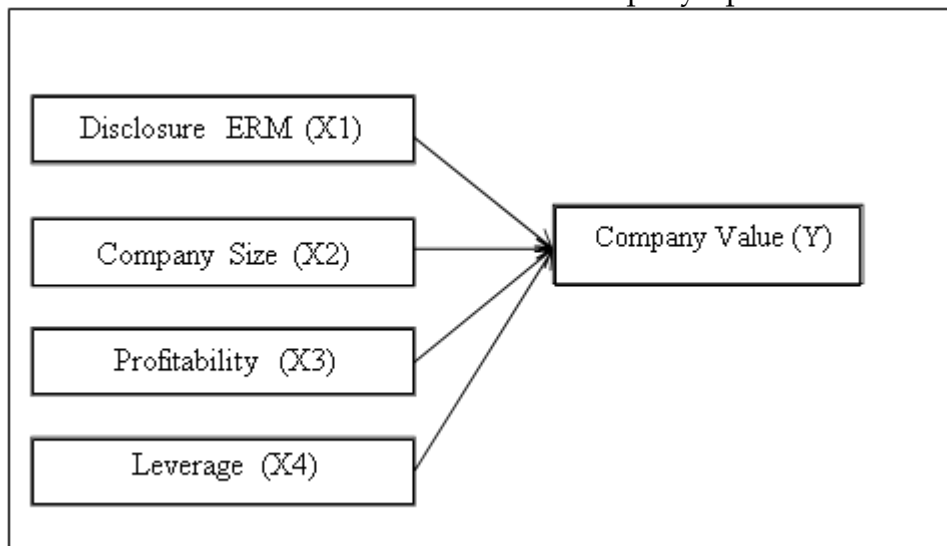 Disclosure ERM (X1)
Company Size (X2)
Company Value (Y)
Profitability (X3)
Leverage (X4)